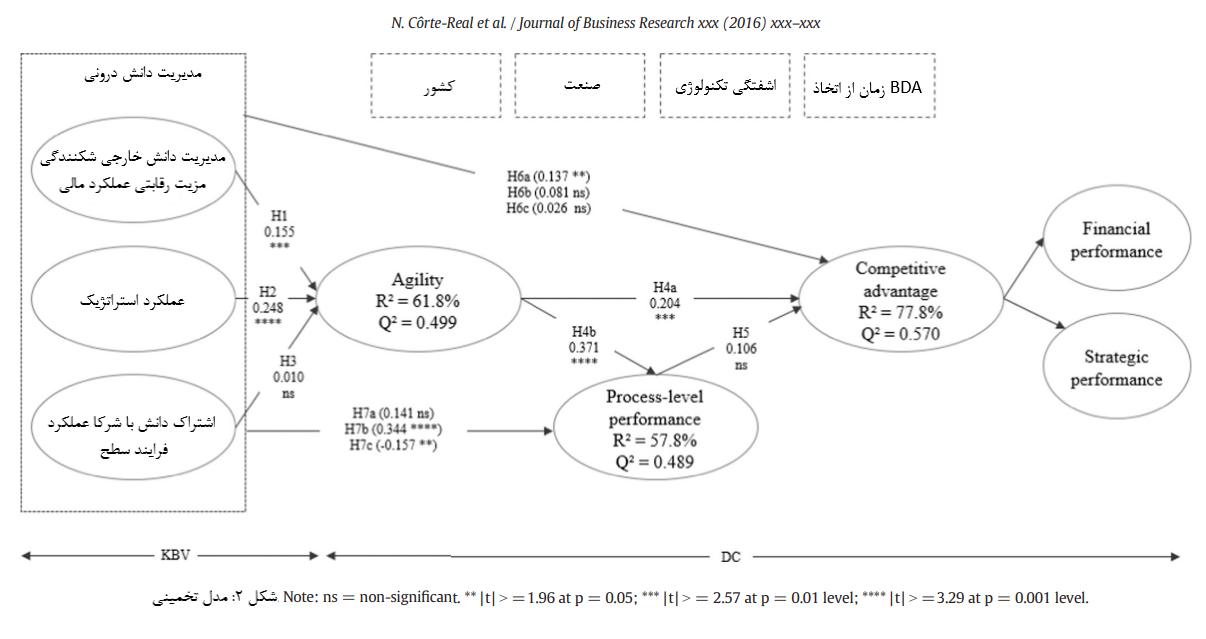 N. Côrte-Real et al. / Journal of Business Research xxx (2016) xxx–xxx
مدیریت دانش درونی
کشور
صنعت
اشفتگی تکنولوژی
زمان از اتخاذ BDA
مدیریت دانش خارجی شکنندگی
مزیت رقابتی عملکرد مالی
H1
0.155
***
عملکرد استراتژیک
H2
0.248
****
اشتراک دانش با شرکا عملکرد
فرایند سطح
H3
0.010
ns
H6a (0.137 **)
H6b (0.081 ns)
H6c (0.026 ns)
Agility
R² = 61.8%
Q² = 0.499
H4a
0.204
***
H4b
0.371
****
H5
0.106
ns
Competitive
advantage
R² = 77.8%
Q² = 0.570
Financial
performance
Strategic
performance
H7a (0.141 ns)
H7b (0.344 ****)
H7c (-0.157 **)
Process-level
performance
R² = 57.8%
Q² = 0.489
KBV
DC
شکل ۲: مدل تخمینی. Note: ns = non-significant. ** |t| > =1.96 at p = 0.05; *** |t| > = 2.57 at p = 0.01 level; **** |t| > =3.29 at p = 0.001 level.